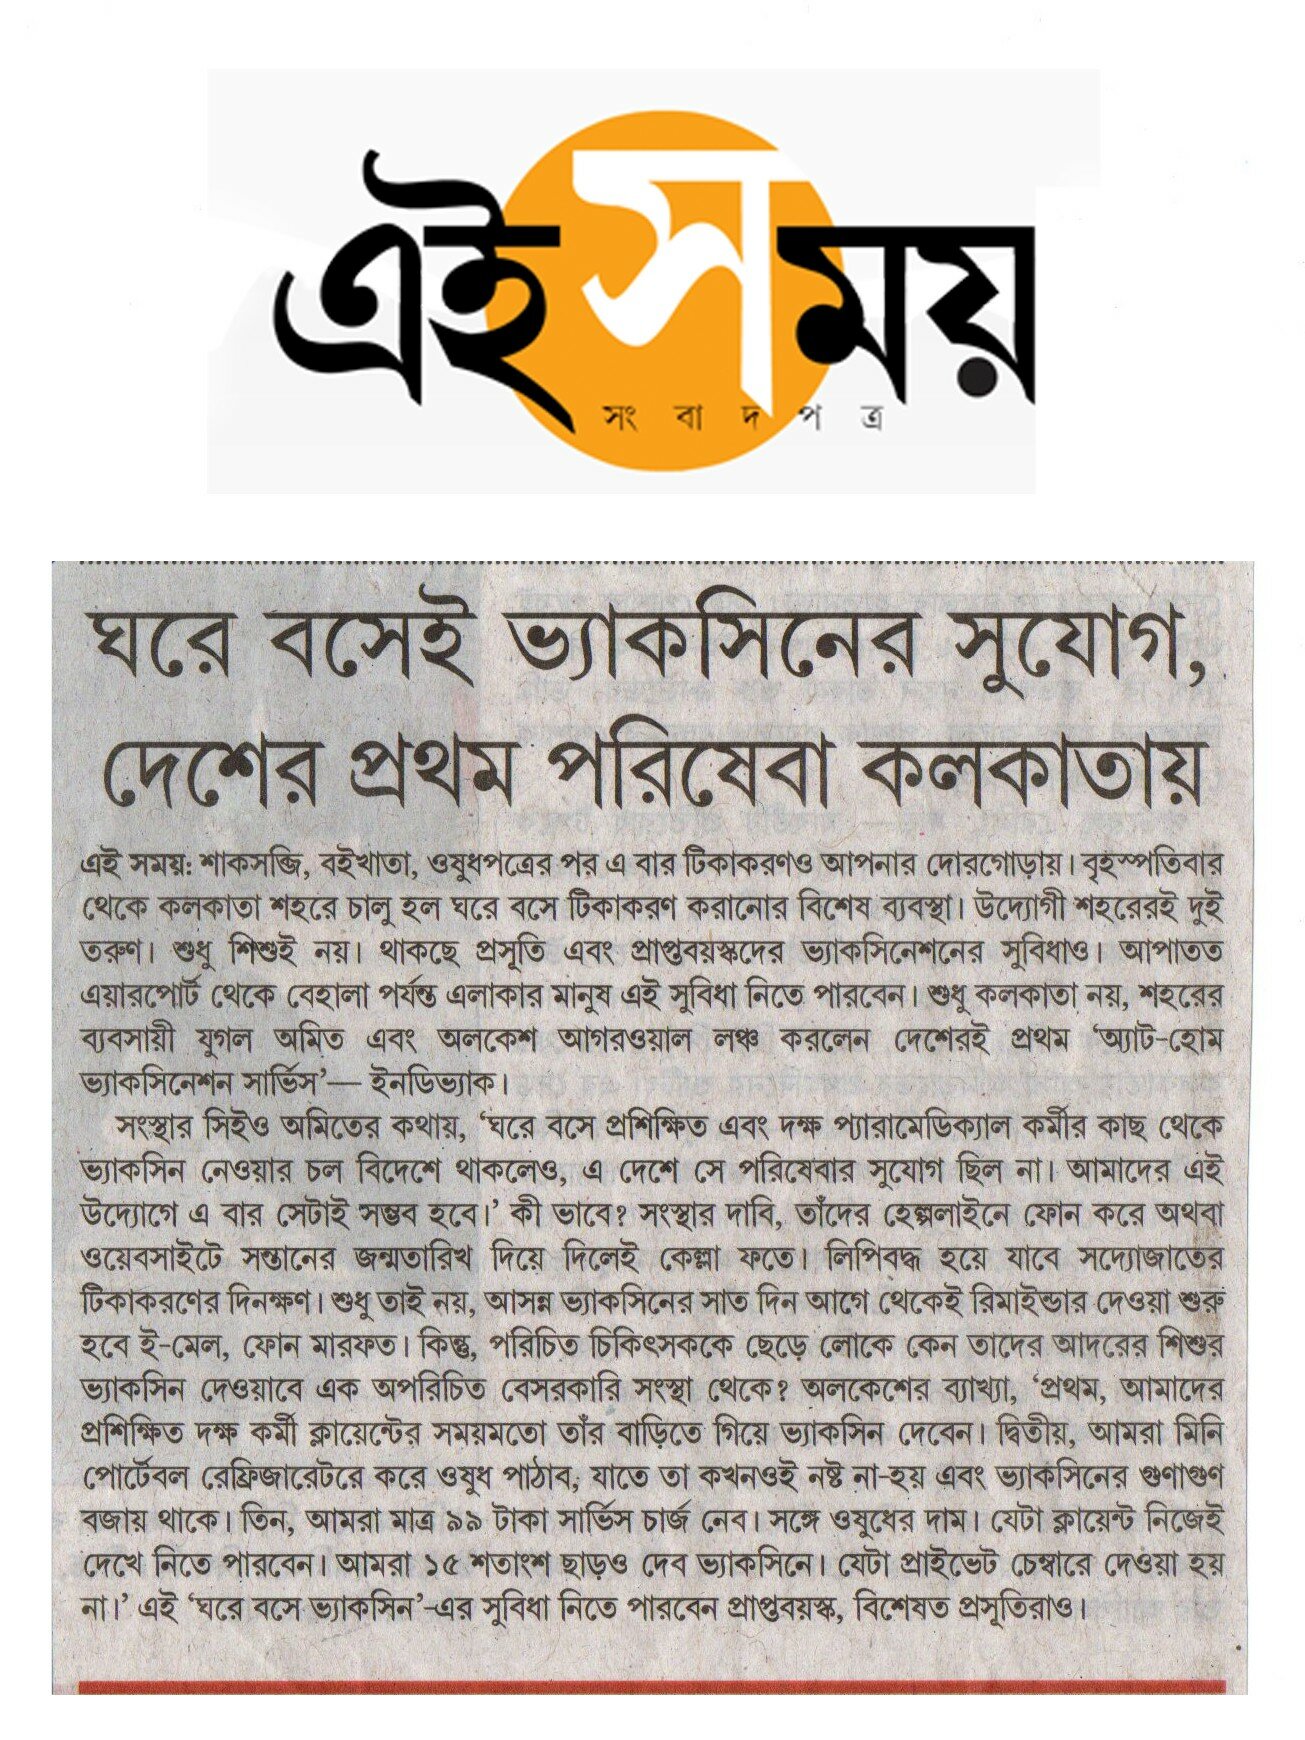 এই সময়
সংবাদপত্র
ঘরে বসেই ভ্যাকসিনের সুযোগ,
দেশের প্রথম পরিষেবা কলকাতায়
এই সময়: শাকসব্জি, বইখাতা, ওষুধপত্রের পর এ বার টিকাকরণও আপনার দোরগোড়ায়। বৃহস্পতিবার
থেকে কলকাতা শহরে চালু হল ঘরে বসে টিকাকরণ করানোর বিশেষ ব্যবস্থা। উদ্যোগী শহরেরই দুই
তরুণ। শুধু শিশুই নয়। থাকছে প্রসূতি এবং প্রাপ্তবয়স্কদের ভ্যাকসিনেশনের সুবিধাও। আপাতত
এয়ারপোর্ট থেকে বেহালা পর্যন্ত এলাকার মানুষ এই সুবিধা নিতে পারবেন। শুধু কলকাতা নয়, শহরের
ব্যবসায়ী যুগল অমিত এবং অলকেশ আগরওয়াল লঞ্চ করলেন দেশেরই প্রথম ‘অ্যাট-হোম
ভ্যাকসিনেশন সার্ভিস’— ইনডিভ্যাক।
সংস্থার সিইও অমিতের কথায়, ‘ঘরে বসে প্রশিক্ষিত এবং দক্ষ প্যারামেডিক্যাল কর্মীর কাছ থেকে
ভ্যাকসিন নেওয়ার চল বিদেশে থাকলেও, এ দেশে সে পরিষেবার সুযোগ ছিল না। আমাদের এই
উদ্যোগে এ বার সেটাই সম্ভব হবে।’ কী ভাবে? সংস্থার দাবি, তাঁদের হেল্পলাইনে ফোন করে অথবা
ওয়েবসাইটে সন্তানের জন্মতারিখ দিয়ে দিলেই কেল্লা ফতে। লিপিবদ্ধ হয়ে যাবে সদ্যোজাতের
টিকাকরণের দিনক্ষণ। শুধু তাই নয়, আসন্ন ভ্যাকসিনের সাত দিন আগে থেকেই রিমাইন্ডার দেওয়া শুরু
হবে ই-মেল, ফোন মারফত। কিন্তু, পরিচিত চিকিৎসককে ছেড়ে লোকে কেন তাদের আদরের শিশুর
ভ্যাকসিন দেওয়াবে এক অপরিচিত বেসরকারি সংস্থা থেকে? অলকেশের ব্যাখ্যা, ‘প্রথম, আমাদের
প্রশিক্ষিত দক্ষ কর্মী ক্লায়েন্টের সময়মতো তাঁর বাড়িতে গিয়ে ভ্যাকসিন দেবেন। দ্বিতীয়, আমরা মিনি
পোর্টেবল রেফ্রিজারেটরে করে ওষুধ পাঠাব, যাতে তা কখনওই নষ্ট না-হয় এবং ভ্যাকসিনের গুণাগুণ
বজায় থাকে। তিন, আমরা মাত্র ৯৯ টাকা সার্ভিস চার্জ নেব। সঙ্গে ওষুধের দাম। যেটা ক্লায়েন্ট নিজেই
দেখে নিতে পারবেন। আমরা ১৫ শতাংশ ছাড়ও দেব ভ্যাকসিনে। যেটা প্রাইভেট চেম্বারে দেওয়া হয়
না।’ এই ‘ঘরে বসে ভ্যাকসিন’-এর সুবিধা নিতে পারবেন প্রাপ্তবয়স্ক, বিশেষত প্রসূতিরাও।